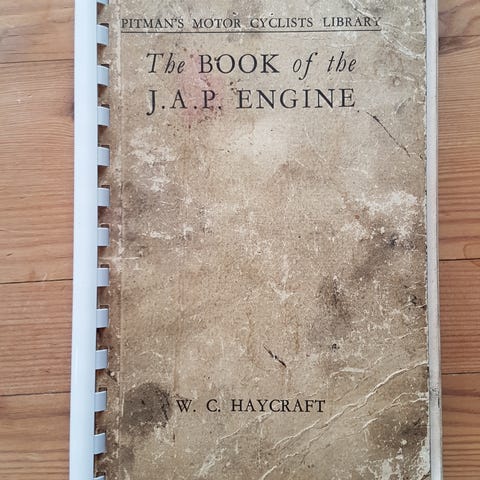 PITMAN'S MOTOR CYCLISTS LIBRARY
The BOOK of the
J.A.P. ENGINE
W. C. HAYCRAFT